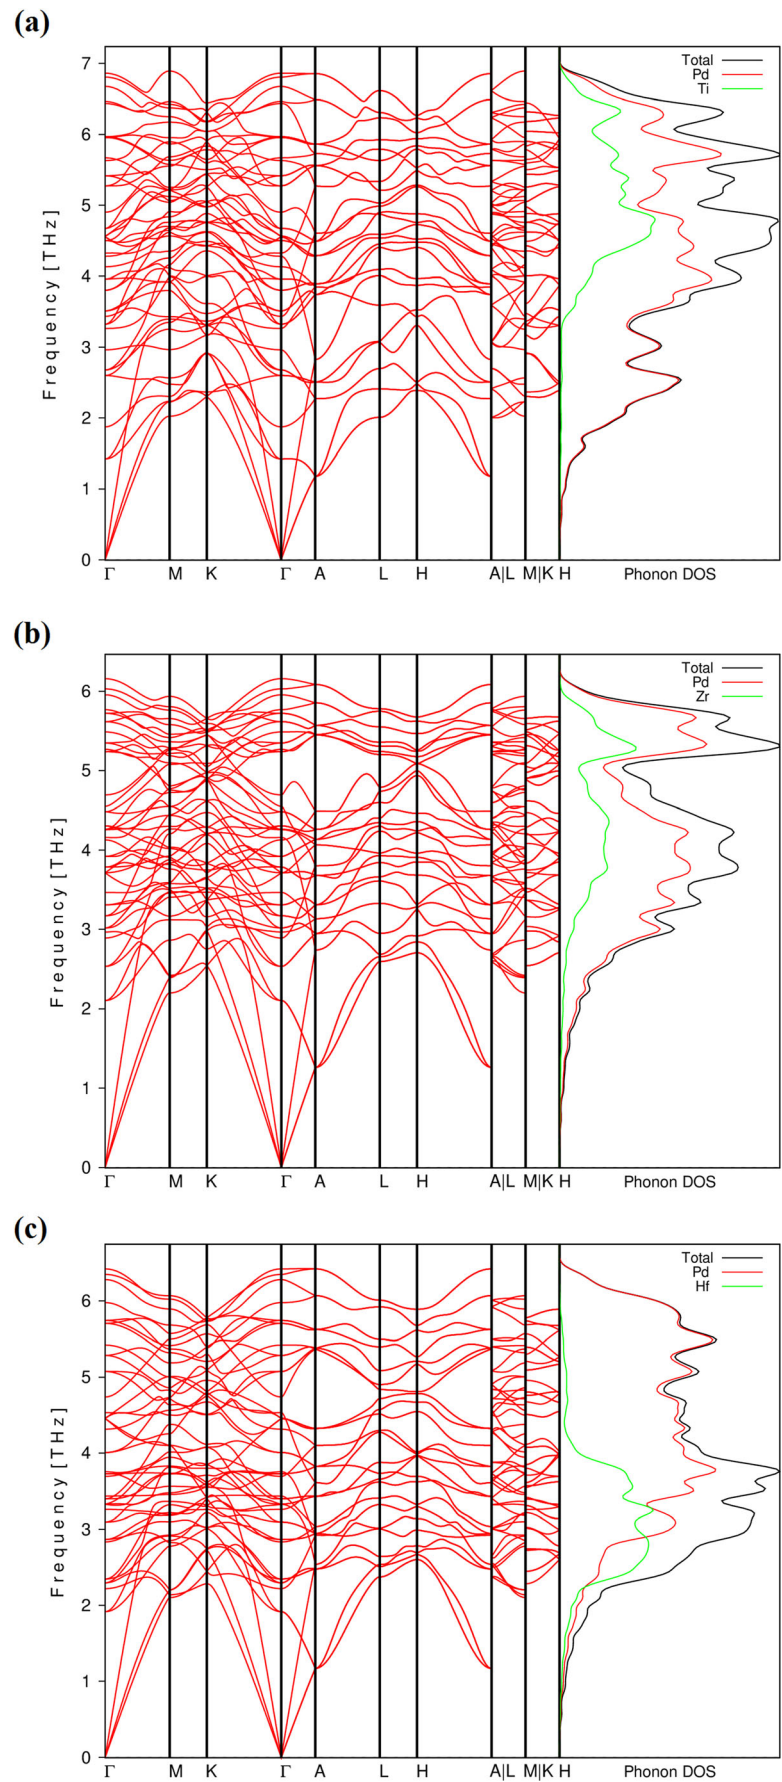 (a)
7
6
5
4
3
2
1
0
Frequency [THz]
Total
Pd
Ti
Γ M K Γ A L H A|L M|K H Phonon DOS
(b)
6
5
4
3
2
1
0
Frequency [THz]
Total
Pd
Zr
Γ M K Γ A L H A|L M|K H Phonon DOS
(c)
6
5
4
3
2
1
0
Frequency [THz]
Total
Pd
Hf
Γ M K Γ A L H A|L M|K H Phonon DOS